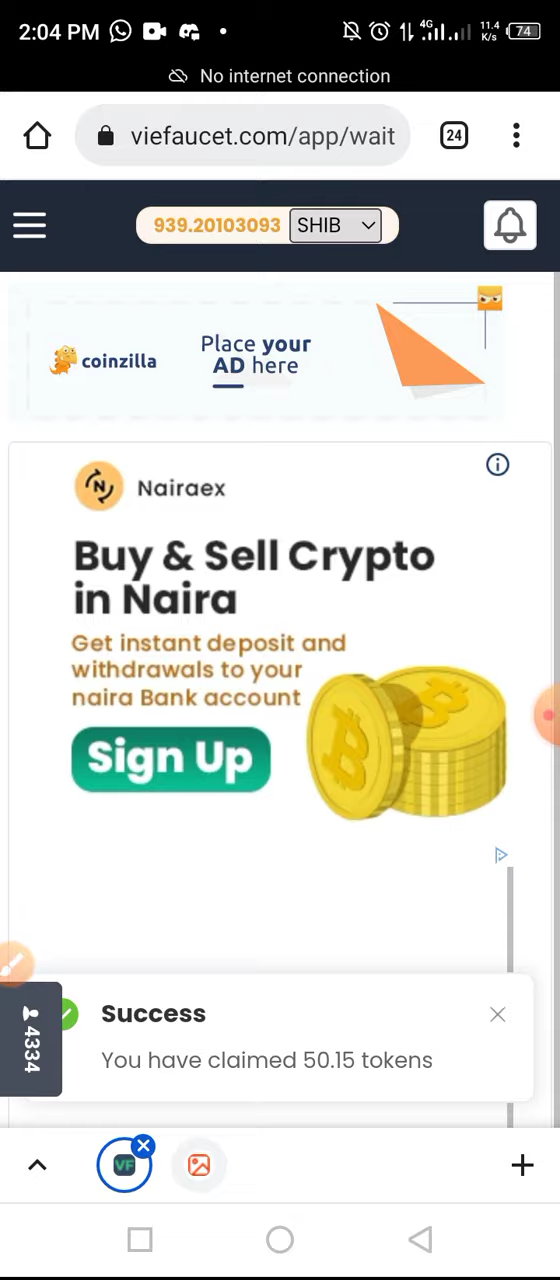 2:04 PM
4G
11.4
K/s
74
No internet connection
viefaucet.com/app/wait
24
939.20103093 SHIB
coinzilla
Place your
AD here
Nairaex
Buy & Sell Crypto
in Naira
Get instant deposit and
withdrawals to your
naira Bank account
Sign Up
4334
Success
You have claimed 50.15 tokens
VF